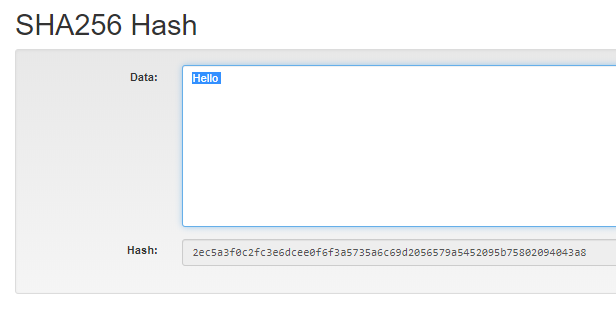 SHA256 Hash
Data:
Hello
Hash:
2ec5a3f0c2fc3e6dcee0f6f3a5735a6c69d2056579a5452095b75802094043a8